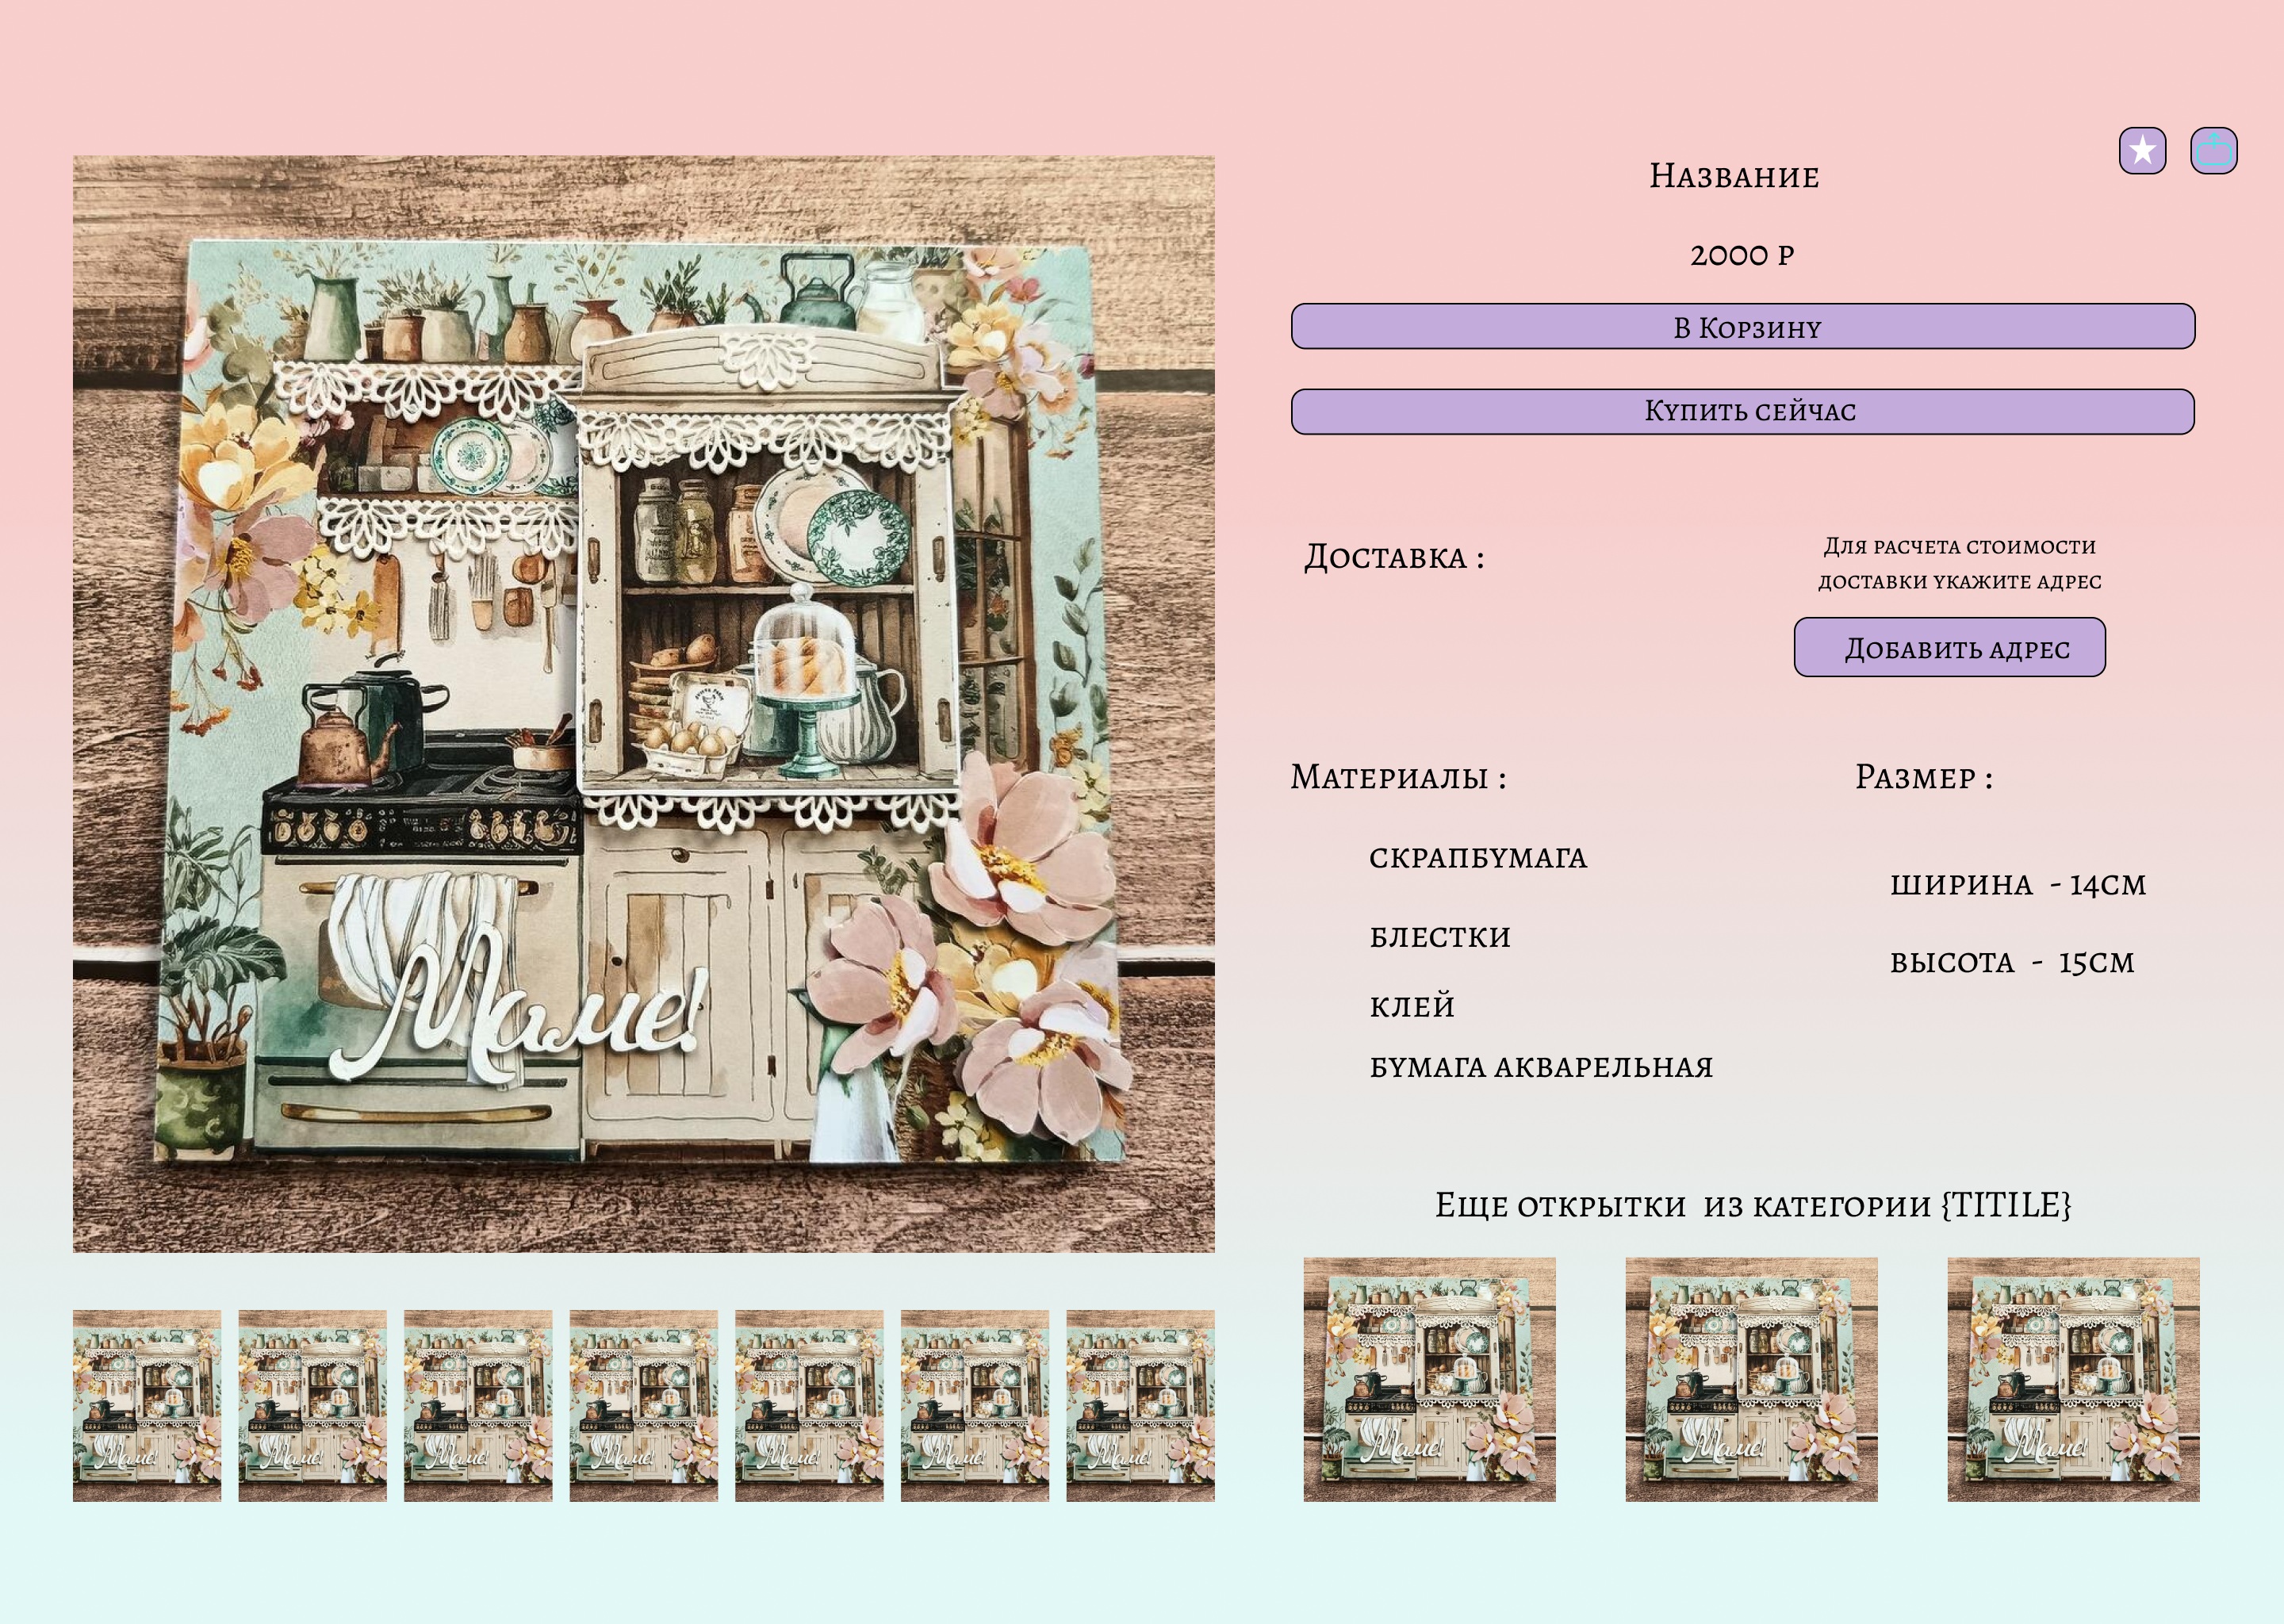 Название
2000 Р
В Корзину
Купить сейчас
Доставка :
Для расчета стоимости
доставки укажите адрес
Добавить адрес
Материалы :
Размер :
скрапбумага
ширина - 14см
блестки
высота - 15см
клей
бумага акварельная
Маме!
Еще открытки из категории {TITILE}
Маме!
Маме!
Маме!
Маме!
Маме!
Маме!
Маме!
Маме!
Маме!
Маме!